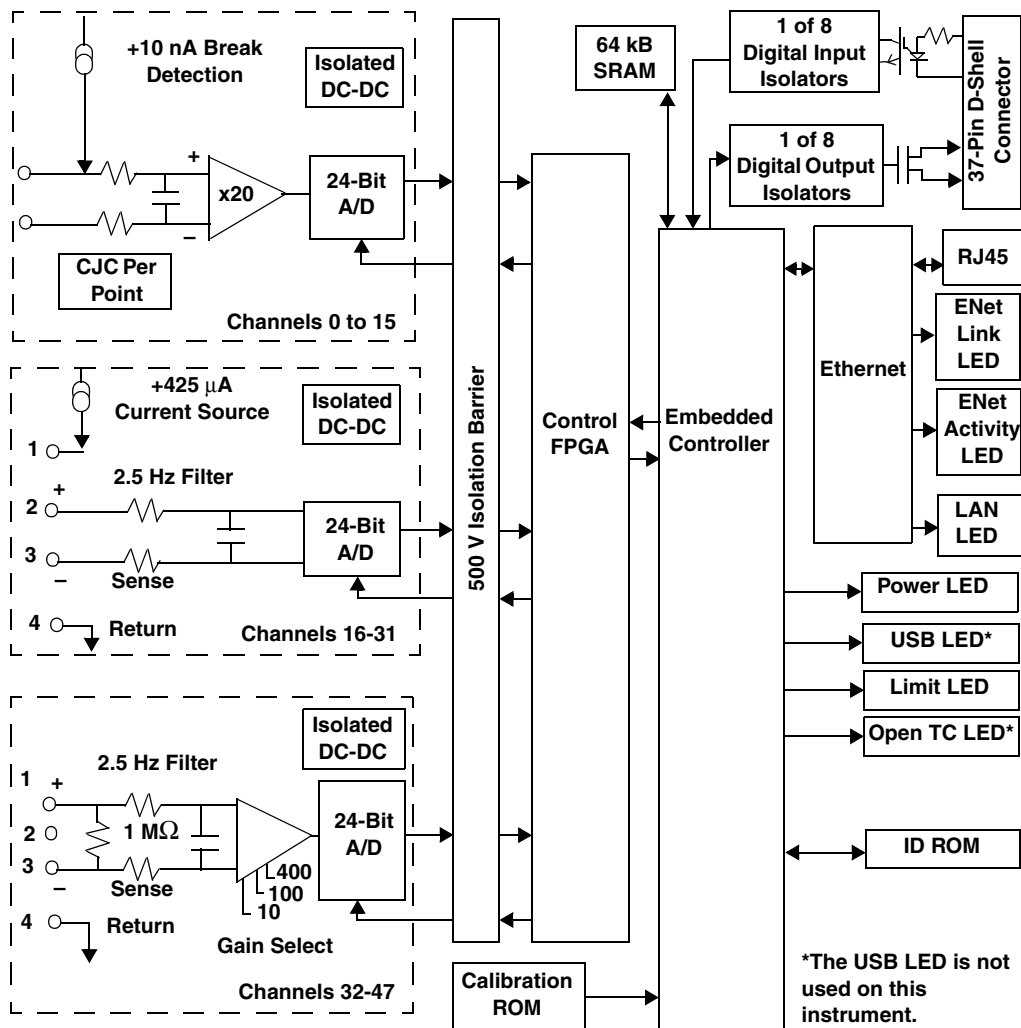 +10 nA Break
Detection
Isolated
DC-DC
+
x20
–
24-Bit
A/D
CJC Per
Point
Channels 0 to 15
+425 μA
Current Source
Isolated
DC-DC
1
2.5 Hz Filter
2
+
3
–
Sense
24-Bit
A/D
4
Return
Channels 16-31
Isolated
DC-DC
2.5 Hz Filter
1
+
2
1 MΩ
3
–
Sense
24-Bit
A/D
400
100
10
4
Return
Gain Select
Channels 32-47
500 V Isolation Barrier
Control
FPGA
Calibration
ROM
64 kB
SRAM
Embedded
Controller
1 of 8
Digital Input
Isolators
1 of 8
Digital Output
Isolators
37-Pin D-Shell
Connector
Ethernet
RJ45
ENet
Link
LED
ENet
Activity
LED
LAN
LED
Power LED
USB LED*
Limit LED
Open TC LED*
ID ROM
*The USB LED is not
used on this
instrument.